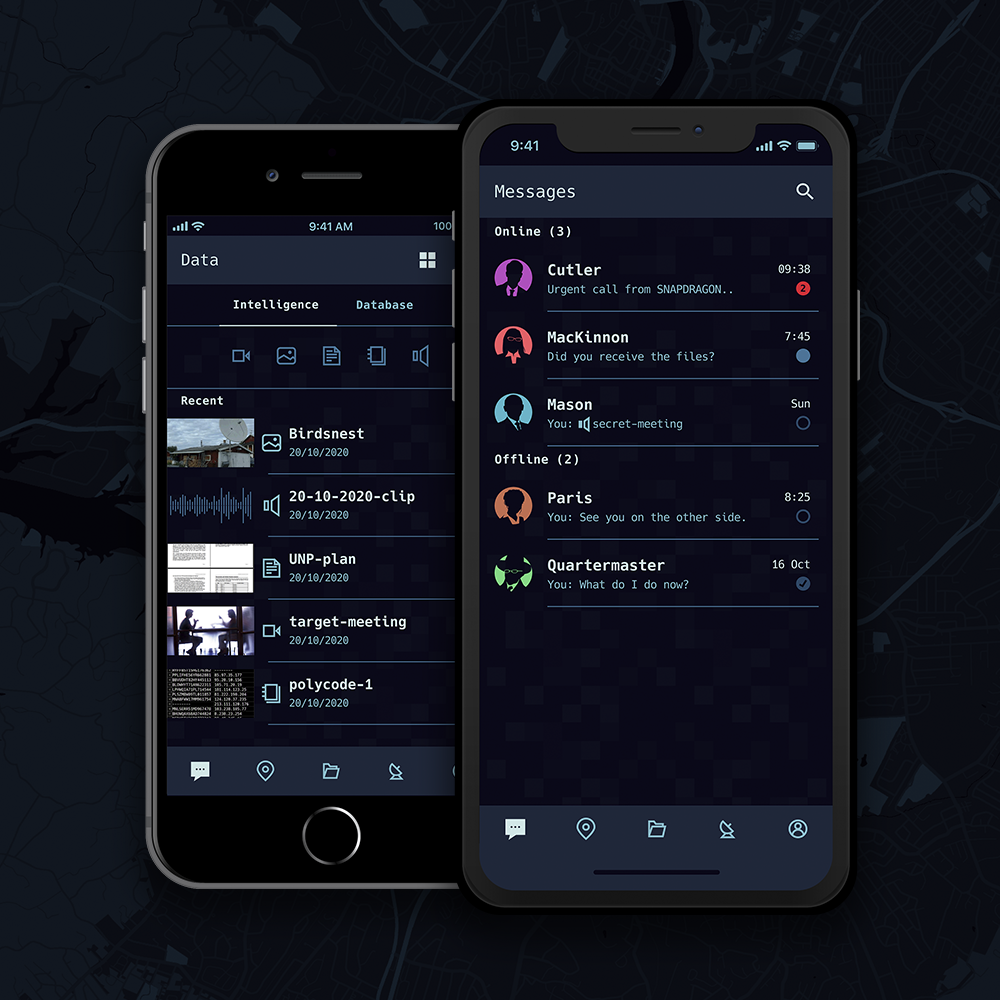 9:41 AM
100
Data
Intelligence Database
Recent
Birdsnest
20/10/2020
20-10-2020-clip
20/10/2020
UNP-plan
20/10/2020
target-meeting
20/10/2020
polycode-1
20/10/2020
9:41
Messages
Online (3)
Cutler 09:38
Urgent call from SNAPDRAGON.. 2
MacKinnon 7:45
Did you receive the files?
Mason Sun
You: secret-meeting
Offline (2)
Paris 8:25
You: See you on the other side.
Quartermaster 16 Oct
You: What do I do now?